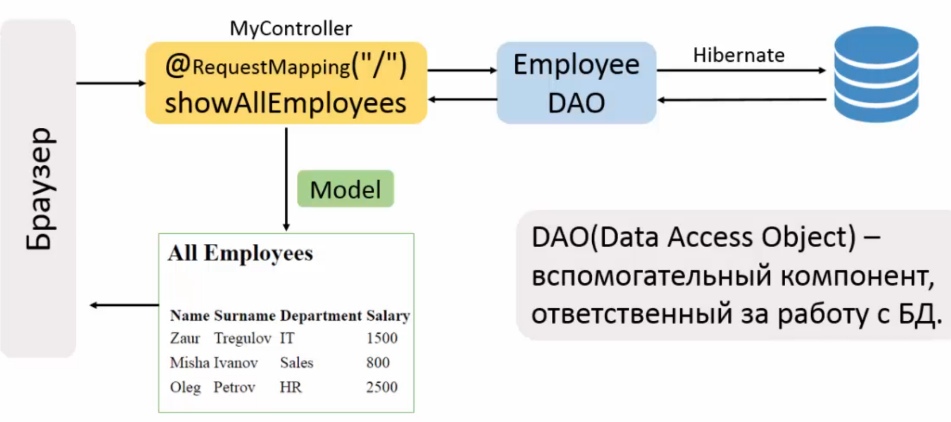 Браузер
MyController
@RequestMapping("/")
showAllEmployees
Employee
DAO
Hibernate
Model
All Employees
Name Surname Department Salary
Zaur Tregulov IT 1500
Misha Ivanov Sales 800
Oleg Petrov HR 2500
DAO(Data Access Object) –
вспомогательный компонент,
ответственный за работу с БД.